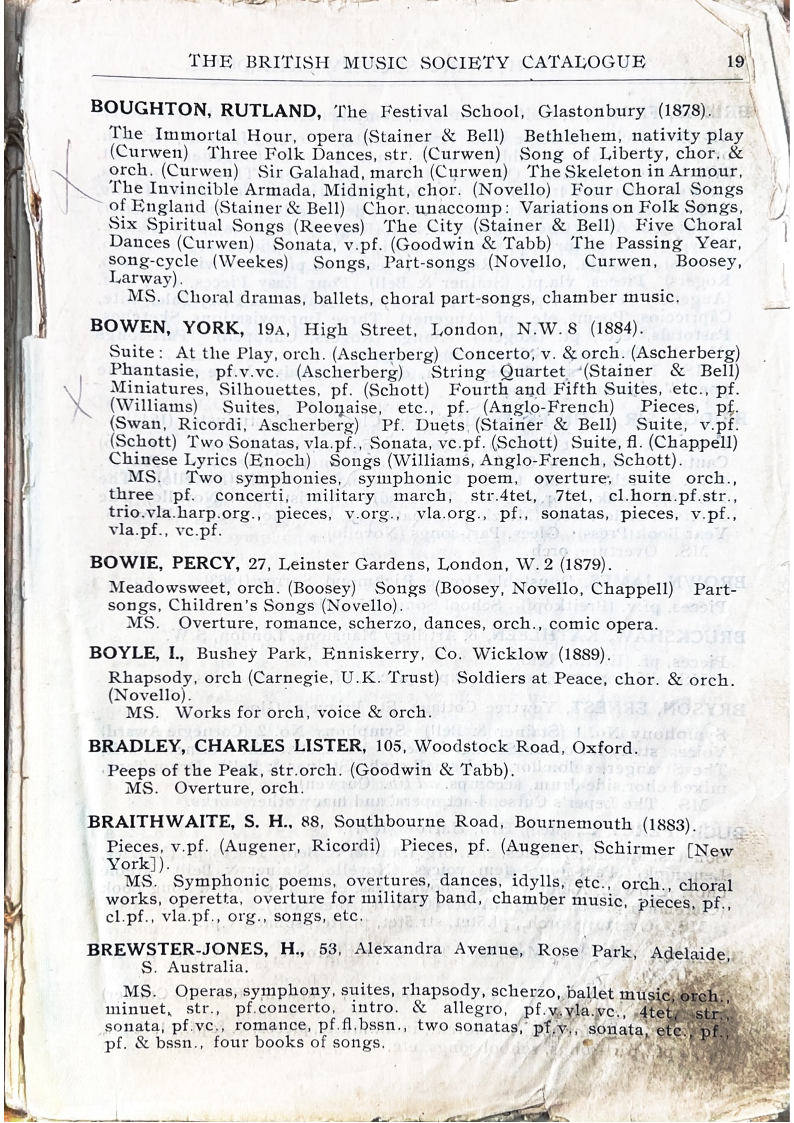 THE BRITISH MUSIC SOCIETY CATALOGUE 19
BOUGHTON, RUTLAND, The Festival School, Glastonbury (1878).
The Immortal Hour, opera (Stainer & Bell) Bethlehem, nativity play
(Curwen) Three Folk Dances, str. (Curwen) Song of Liberty, chor. &
orch. (Curwen) Sir Galahad, march (Curwen) The Skeleton in Armour,
The Invincible Armada, Midnight, chor. (Novello) Four Choral Songs
of England (Stainer & Bell) Chor. unaccomp: Variations on Folk Songs,
Six Spiritual Songs (Reeves) The City (Stainer & Bell) Five Choral
Dances (Curwen) Sonata, v.pf. (Goodwin & Tabb) The Passing Year,
song-cycle (Weekes) Songs, Part-songs (Novello, Curwen, Boosey,
Larway).
MS. Choral dramas, ballets, choral part-songs, chamber music.
BOWEN, YORK, 19A, High Street, London, N.W. 8 (1884).
Suite: At the Play, orch. (Ascherberg) Concerto, v. & orch. (Ascherberg)
Phantasie, pf.v.vc. (Ascherberg) String Quartet (Stainer & Bell)
Miniatures, Silhouettes, pf. (Schott) Fourth and Fifth Suites, etc., pf.
(Williams) Suites, Polonaise, etc., pf. (Anglo-French) Pieces, pf.
(Swan, Ricordi, Ascherberg) Pf. Duets (Stainer & Bell) Suite, v.pf.
(Schott) Two Sonatas, vla.pf., Sonata, vc.pf. (Schott) Suite, fl. (Chappell)
Chinese Lyrics (Enoch) Songs (Williams, Anglo-French, Schott).
MS. Two symphonies, symphonic poem, overture, suite orch.,
three pf. concerti, military march, str.4tet, 7tet, cl.horn.pf.str.,
trio.vla.harp.org., pieces, v.org., vla.org., pf., sonatas, pieces, v.pf.,
vla.pf., vc.pf.
BOWIE, PERCY, 27, Leinster Gardens, London, W. 2 (1879).
Meadowsweet, orch. (Boosey) Songs (Boosey, Novello, Chappell) Part-
songs, Children's Songs (Novello).
MS. Overture, romance, scherzo, dances, orch., comic opera.
BOYLE, I., Bushey Park, Enniskerry, Co. Wicklow (1889).
Rhapsody, orch (Carnegie, U.K. Trust) Soldiers at Peace, chor. & orch.
(Novello).
MS. Works for orch, voice & orch.
BRADLEY, CHARLES LISTER, 105, Woodstock Road, Oxford.
Peeps of the Peak, str.orch. (Goodwin & Tabb).
MS. Overture, orch.
BRAITHWAITE, S. H., 88, Southbourne Road, Bournemouth (1883).
Pieces, v.pf. (Augener, Ricordi) Pieces, pf. (Augener, Schirmer [New
York]).
MS. Symphonic poems, overtures, dances, idylls, etc., orch., choral
works, operetta, overture for military band, chamber music, pieces, pf.,
cl.pf., vla.pf., org., songs, etc.
BREWSTER-JONES, H., 53, Alexandra Avenue, Rose Park, Adelaide,
S. Australia.
MS. Operas, symphony, suites, rhapsody, scherzo, ballet music, orch.,
minuet, str., pf.concerto, intro. & allegro, pf.v.vla.vc., 4tet, str.,
sonata, pf.vc., romance, pf.fl.bssn., two sonatas, pf.v., sonata, etc., pf.,
pf. & bssn., four books of songs.